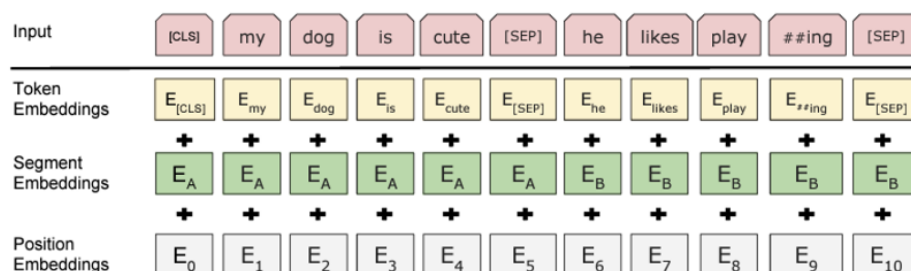 Input [CLS] my dog is cute [SEP] he likes play ##ing [SEP]
Token Embeddings E[CLS] Emy Edog Eis Ecute E[SEP] Ehe Elikes Eplay E##ing E[SEP]
+ + + + + + + + + + +
Segment Embeddings EA EA EA EA EA EA EB EB EB EB EB
+ + + + + + + + + + +
Position Embeddings E0 E1 E2 E3 E4 E5 E6 E7 E8 E9 E10